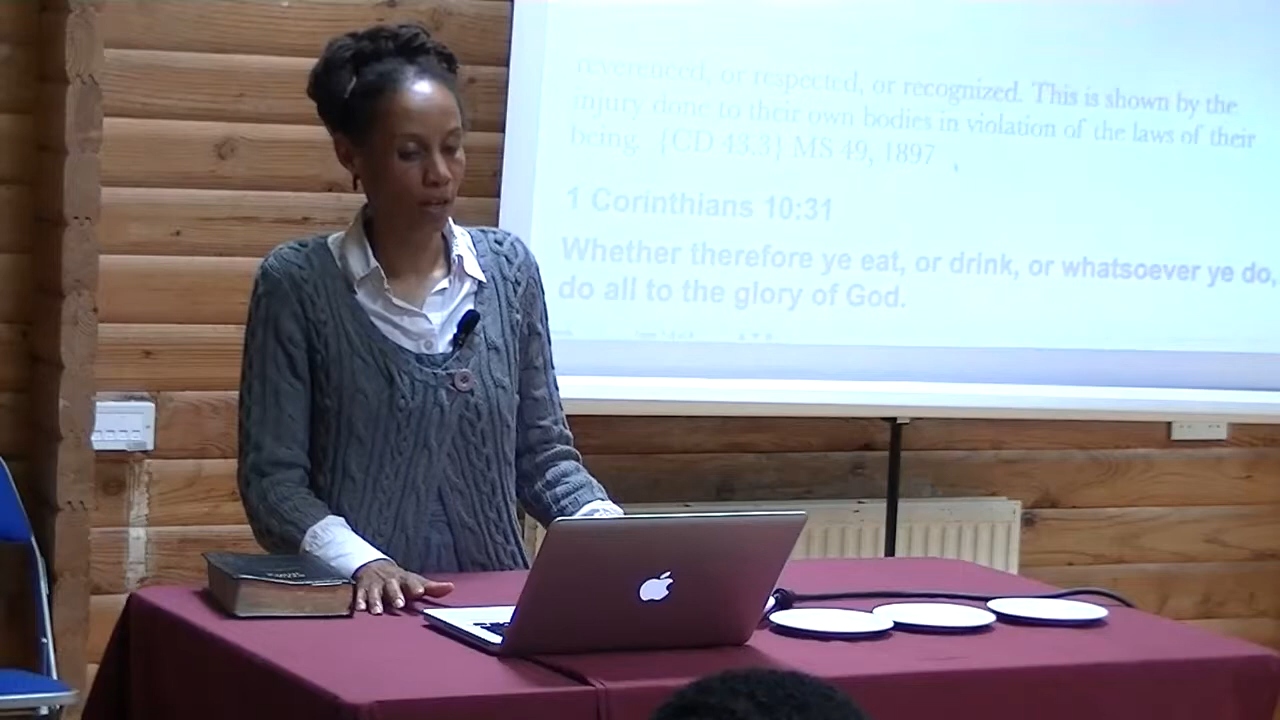 reverenced, or respected, or recognized. This is shown by the
injury done to their own bodies in violation of the laws of their
being. {CD 43.3} MS 49, 1897
1 Corinthians 10:31
Whether therefore ye eat, or drink, or whatsoever ye do,
do all to the glory of God.